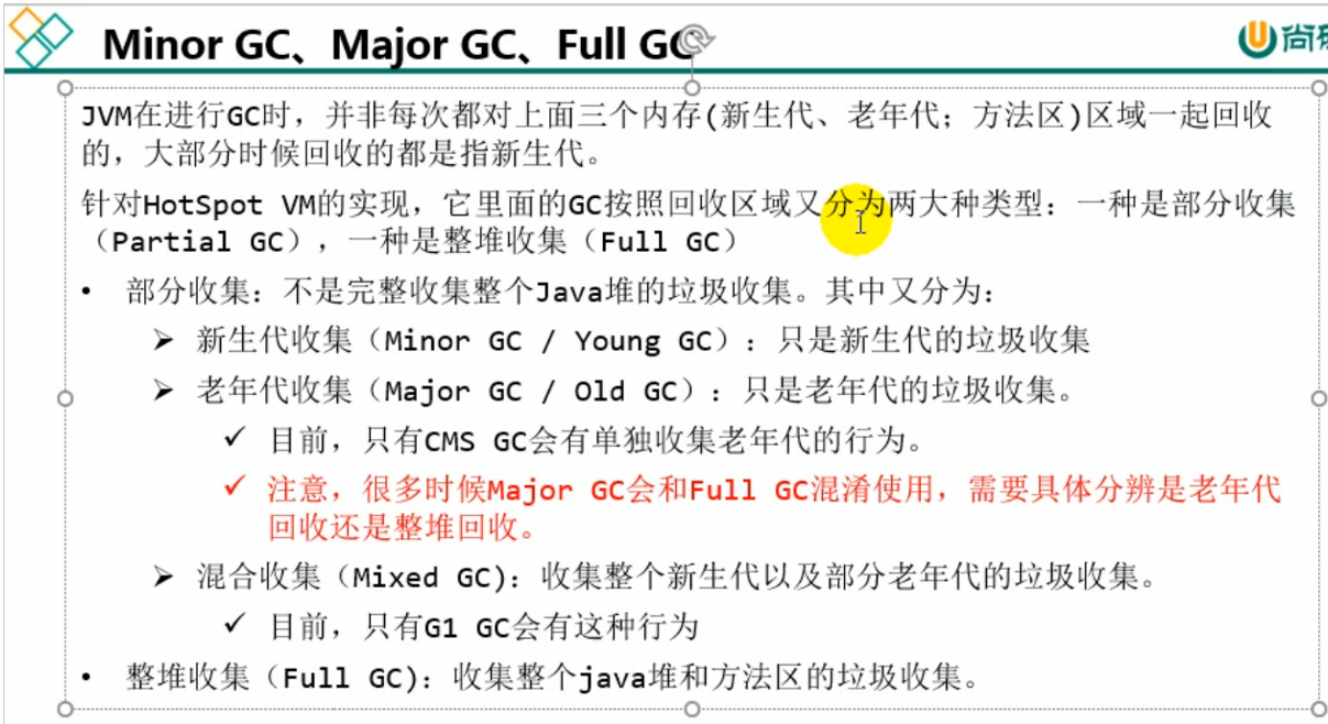 Minor GC、Major GC、Full GC
尚
JVM在进行GC时，并非每次都对上面三个内存(新生代、老年代；方法区)区域一起回收
的，大部分时候回收的都是指新生代。
针对HotSpot VM的实现，它里面的GC按照回收区域又分为两大种类型：一种是部分收集
（Partial GC），一种是整堆收集（Full GC）
• 部分收集：不是完整收集整个Java堆的垃圾收集。其中又分为：
➢ 新生代收集（Minor GC / Young GC）：只是新生代的垃圾收集
➢ 老年代收集（Major GC / Old GC）：只是老年代的垃圾收集。
✓ 目前，只有CMS GC会有单独收集老年代的行为。
✓ 注意，很多时候Major GC会和Full GC混淆使用，需要具体分辨是老年代
回收还是整堆回收。
➢ 混合收集（Mixed GC）：收集整个新生代以及部分老年代的垃圾收集。
✓ 目前，只有G1 GC会有这种行为
• 整堆收集（Full GC）：收集整个java堆和方法区的垃圾收集。